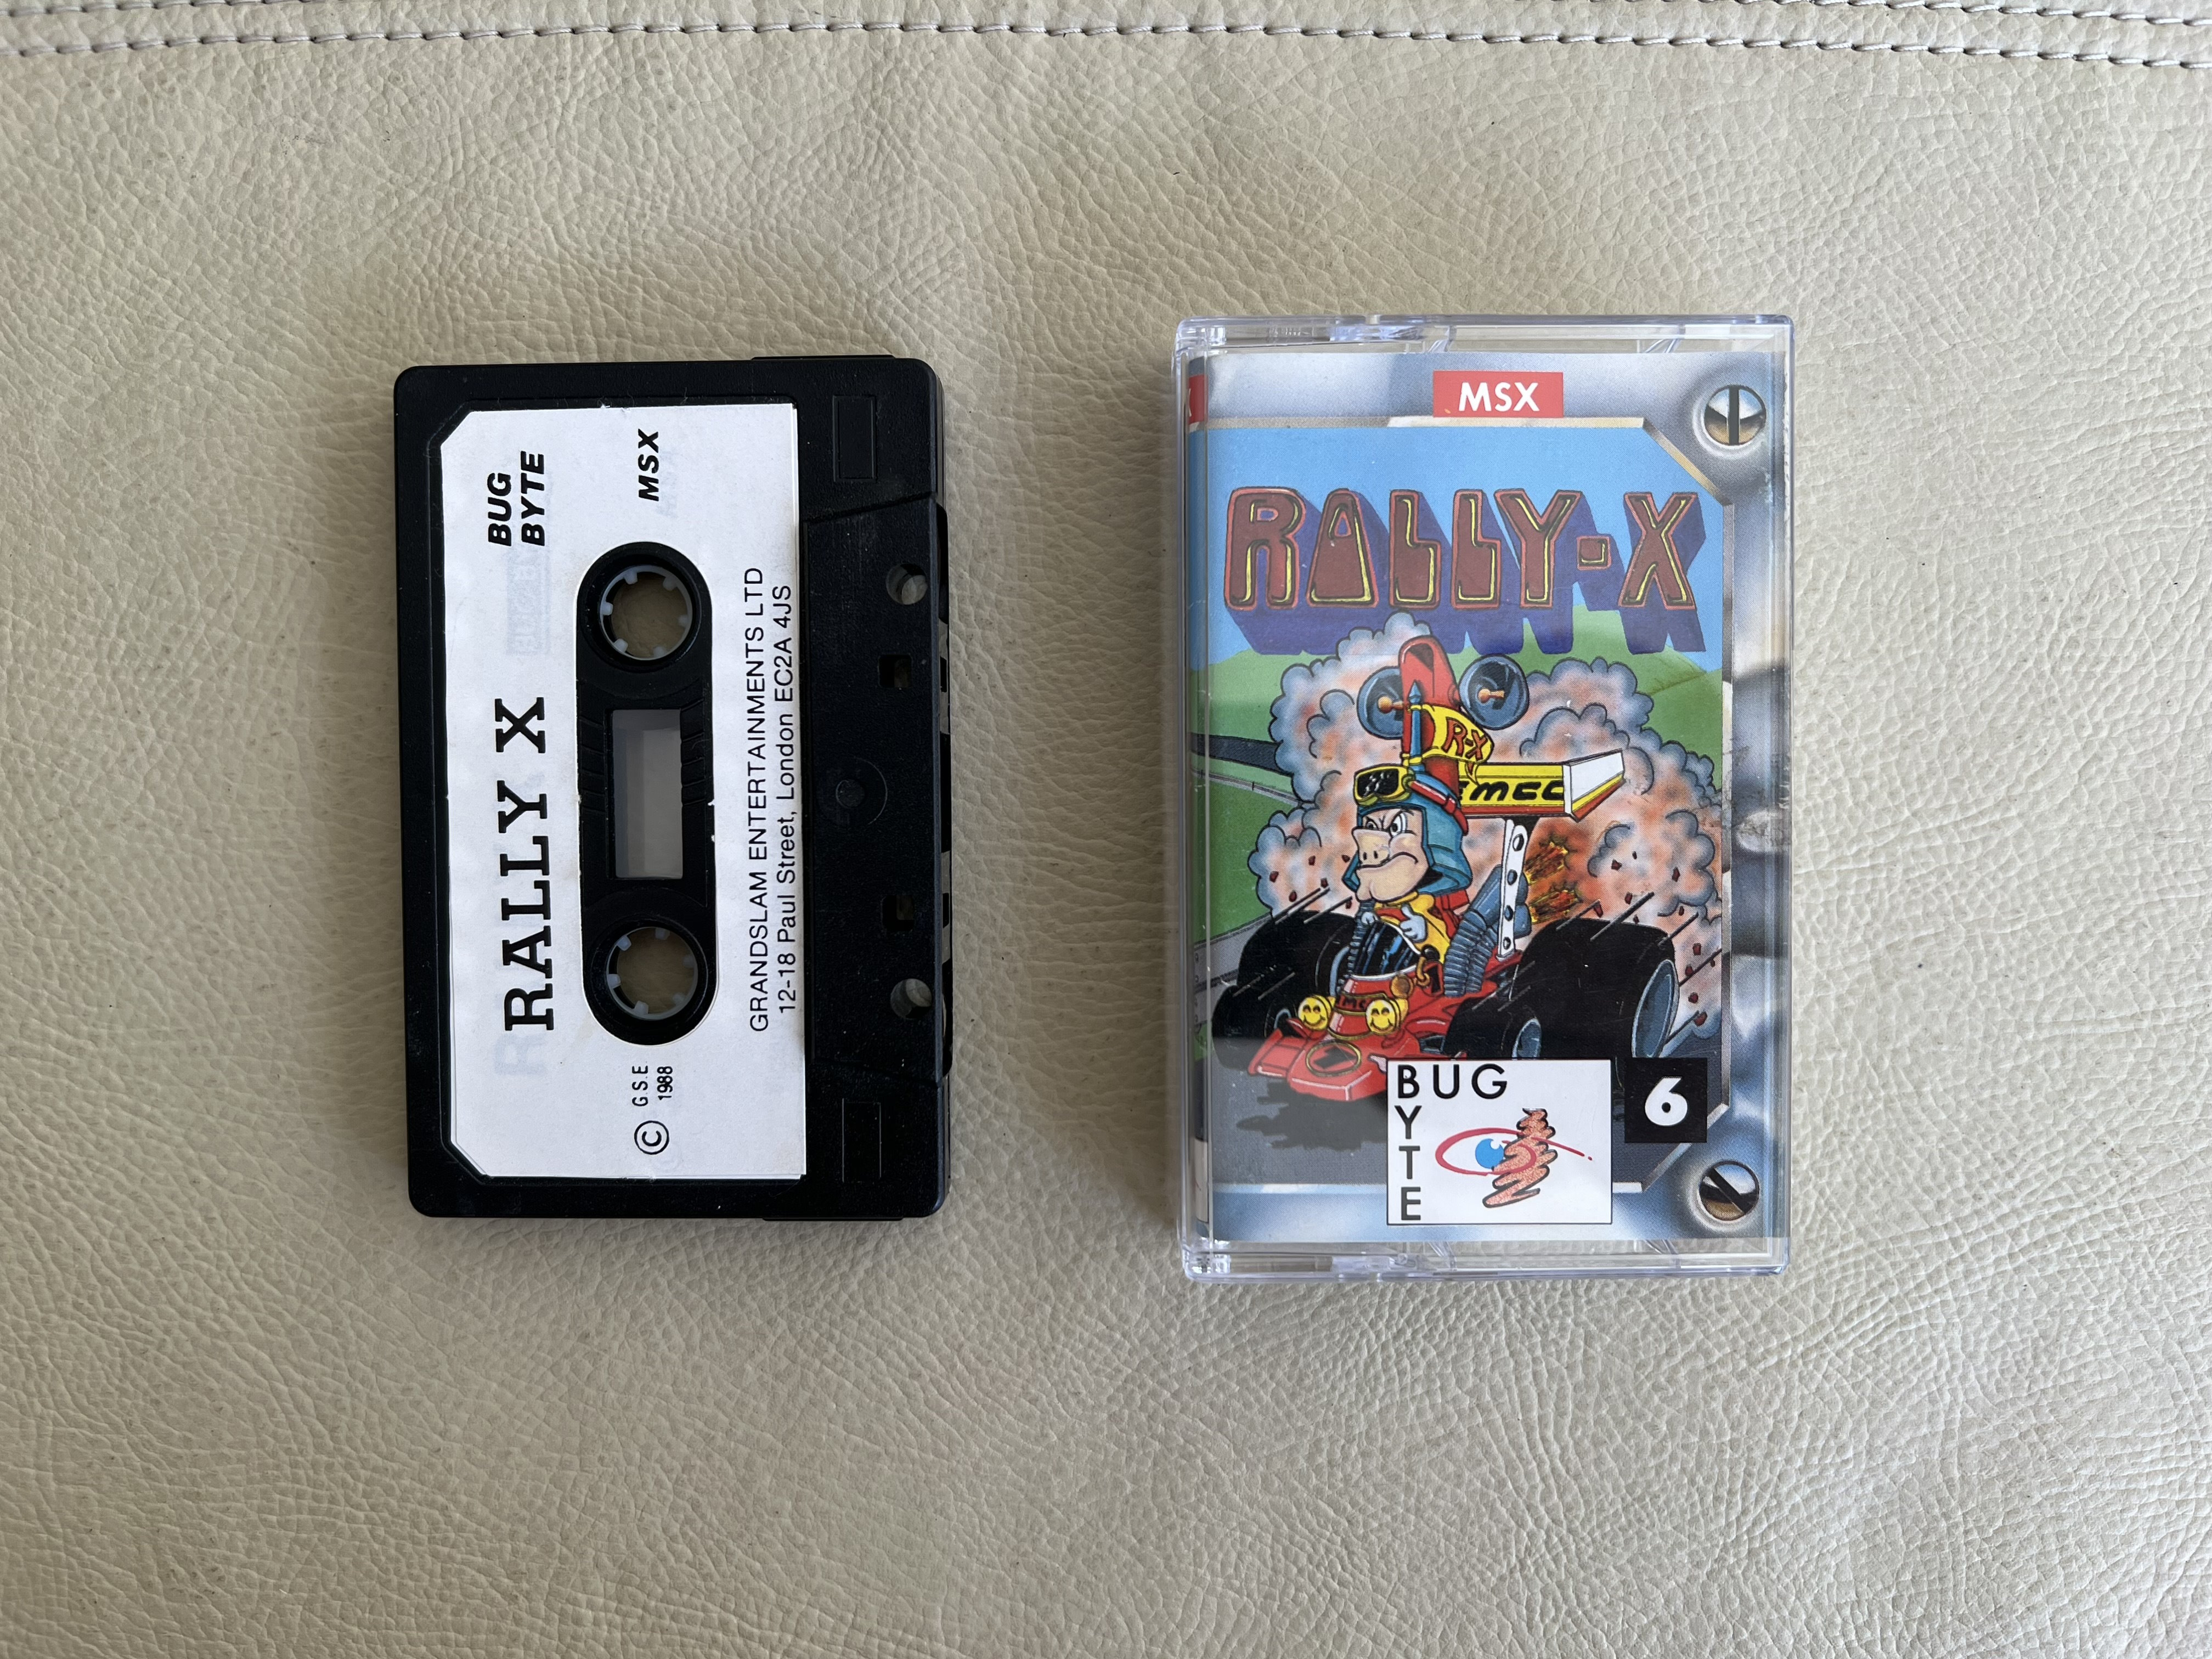 BUG
BYTE
MSX
RALLY X
© G.S.E
1988
GRANDSLAM ENTERTAINMENTS LTD
12-18 Paul Street, London EC2A 4JS
MSX
RALLY-X
R-X
BUG
BYTE
6